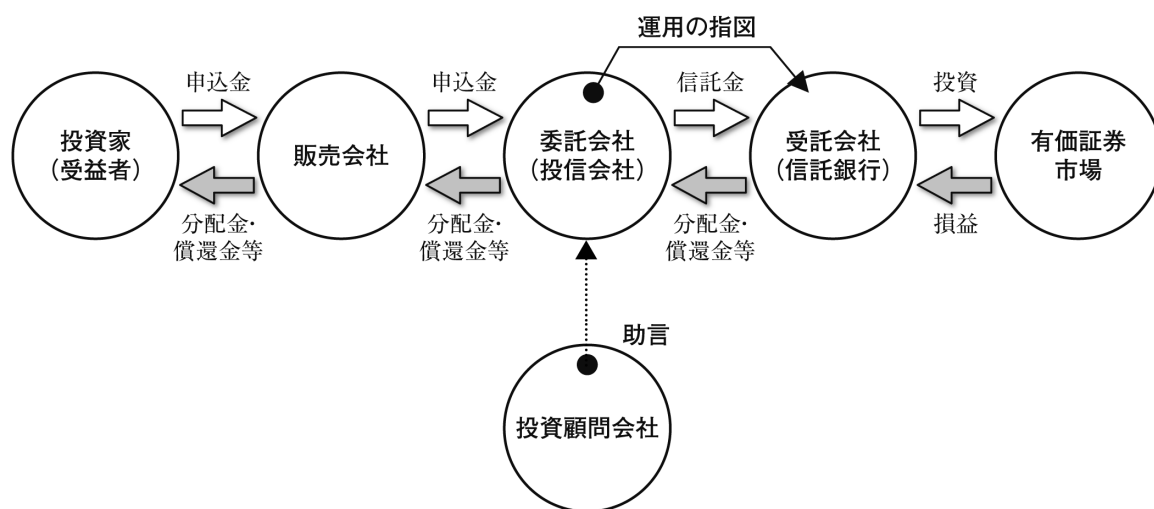 運用の指図
申込金
申込金
信託金
投資
投資家
（受益者）
販売会社
委託会社
（投信会社）
受託会社
（信託銀行）
有価証券
市場
分配金・
償還金等
分配金・
償還金等
分配金・
償還金等
損益
助言
投資顧問会社